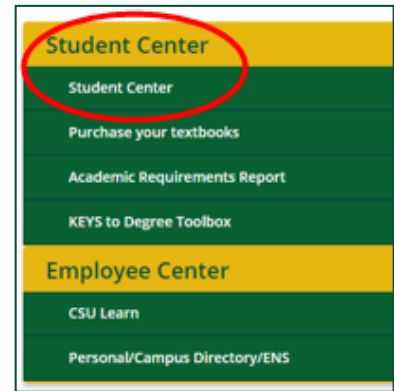 Student Center
Student Center
Purchase your textbooks
Academic Requirements Report
KEYS to Degree Toolbox
Employee Center
CSU Learn
Personal/Campus Directory/ENS